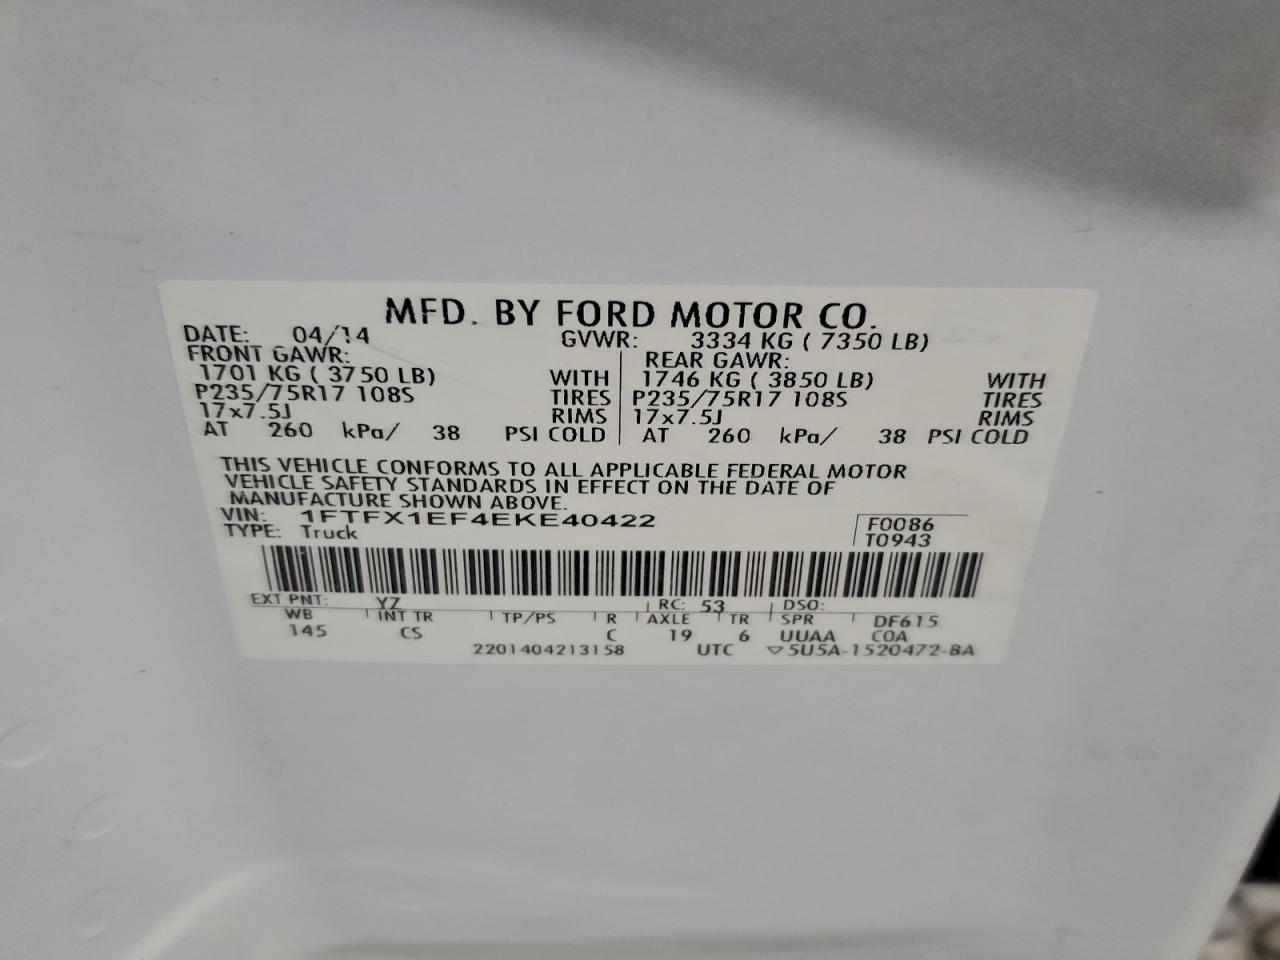 MFD. BY FORD MOTOR CO.
DATE: 04/14 GVWR: 3334 KG ( 7350 LB)
FRONT GAWR: REAR GAWR:
1701 KG ( 3750 LB) WITH 1746 KG ( 3850 LB) WITH
P235/75R17 108S TIRES P235/75R17 108S TIRES
17x7.5J RIMS 17x7.5J RIMS
AT 260 kPa/ 38 PSI COLD AT 260 kPa/ 38 PSI COLD
THIS VEHICLE CONFORMS TO ALL APPLICABLE FEDERAL MOTOR
VEHICLE SAFETY STANDARDS IN EFFECT ON THE DATE OF
MANUFACTURE SHOWN ABOVE.
VIN: 1FTFX1EF4EKE40422 F0086
TYPE: Truck T0943
EXT PNT: YZ RC: 53 DSO:
WB INT TR TP/PS R AXLE TR SPR DF615
145 CS C 19 6 UUAA COA
2201404213158 UTC ▽5U5A-1520472-BA